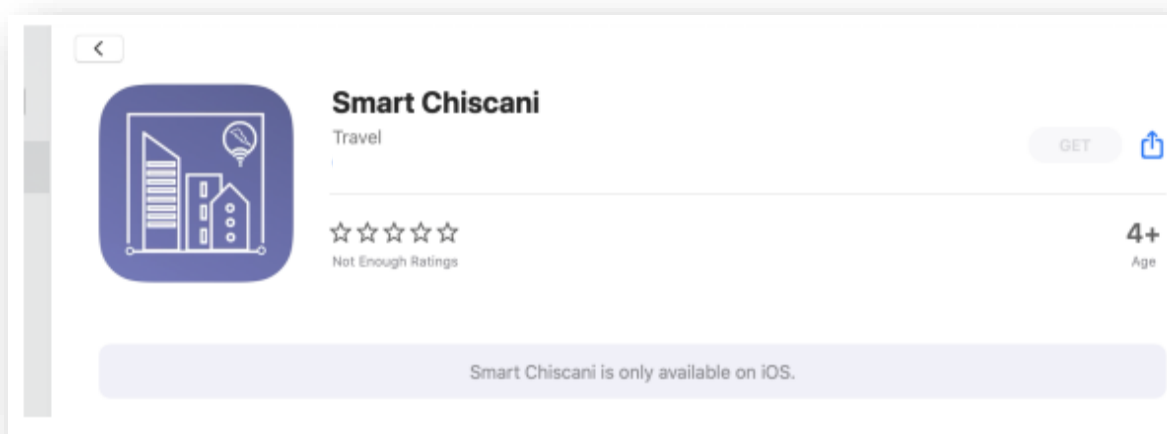 Smart Chiscani
Travel
GET
Not Enough Ratings
4+
Age
Smart Chiscani is only available on iOS.